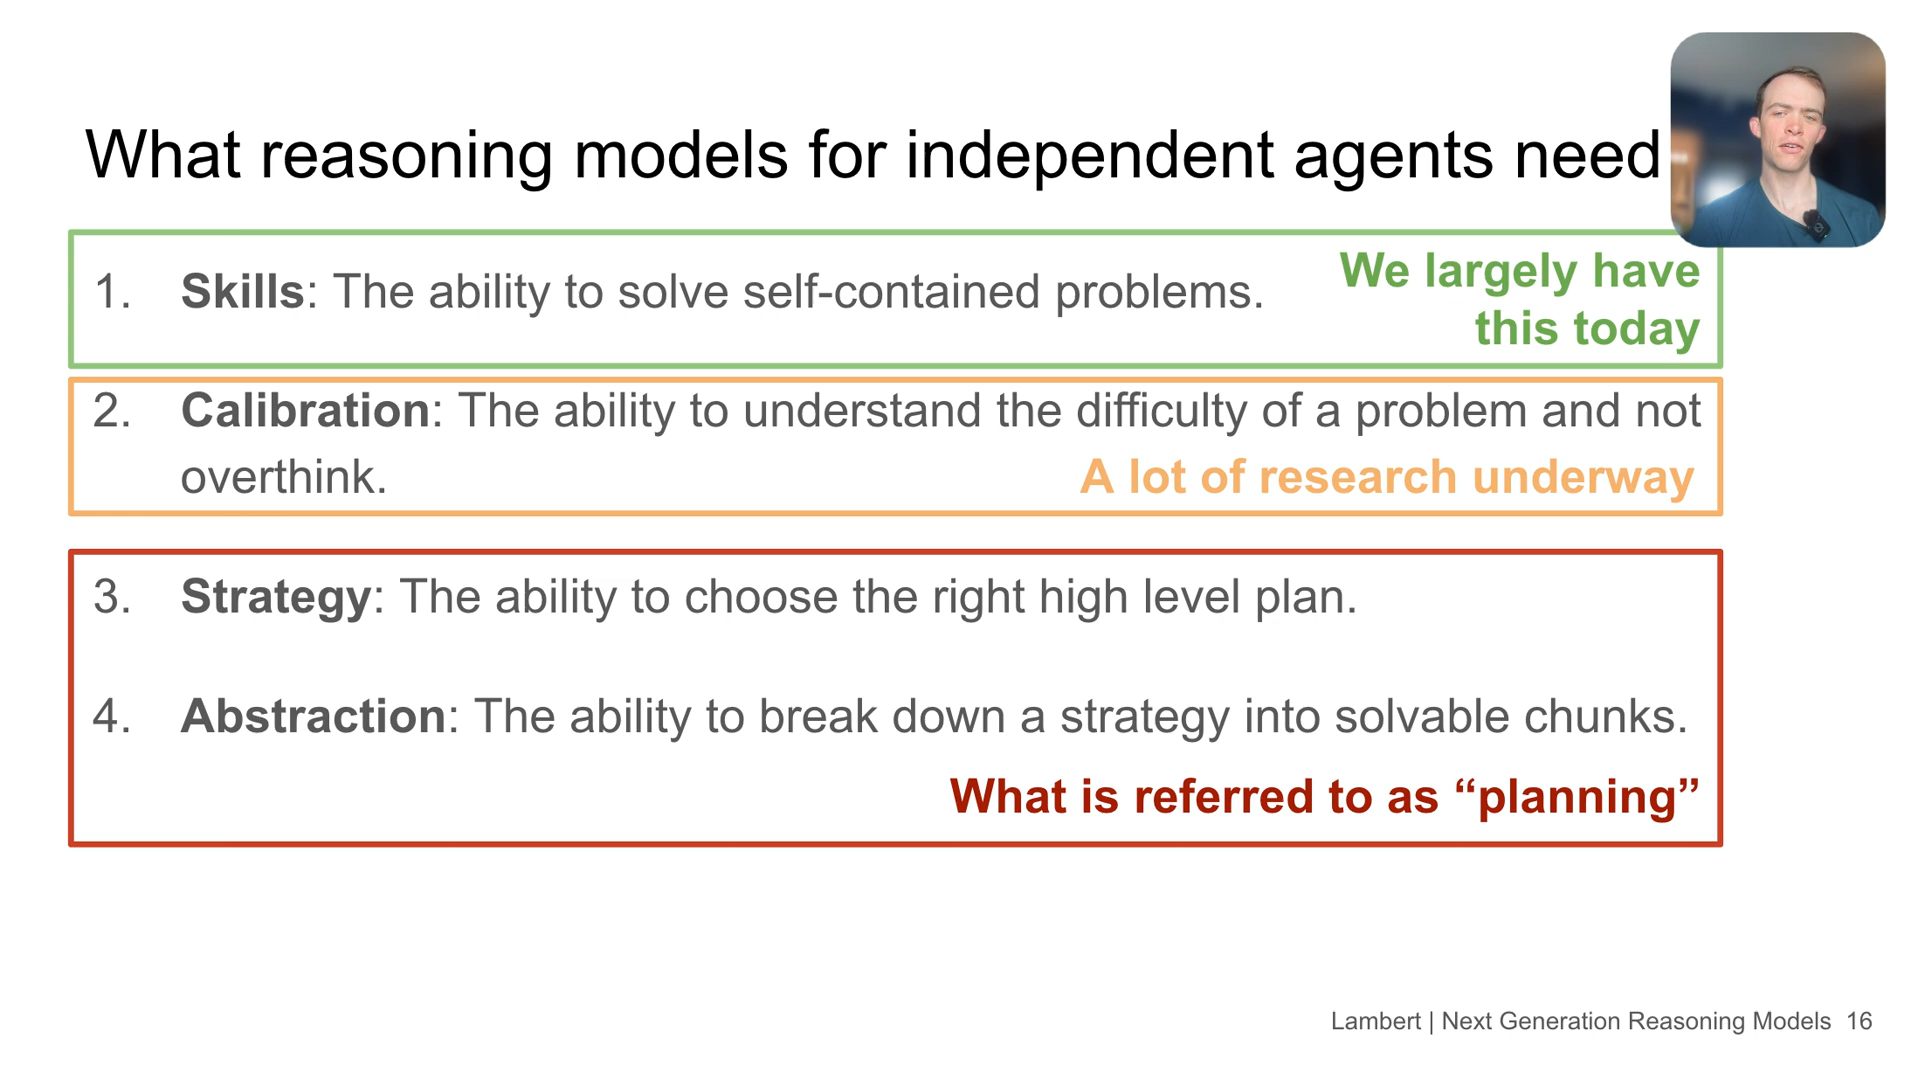 What reasoning models for independent agents need
1. Skills: The ability to solve self-contained problems.
We largely have
this today
2. Calibration: The ability to understand the difficulty of a problem and not
overthink.
A lot of research underway
3. Strategy: The ability to choose the right high level plan.
4. Abstraction: The ability to break down a strategy into solvable chunks.
What is referred to as “planning”
Lambert | Next Generation Reasoning Models 16